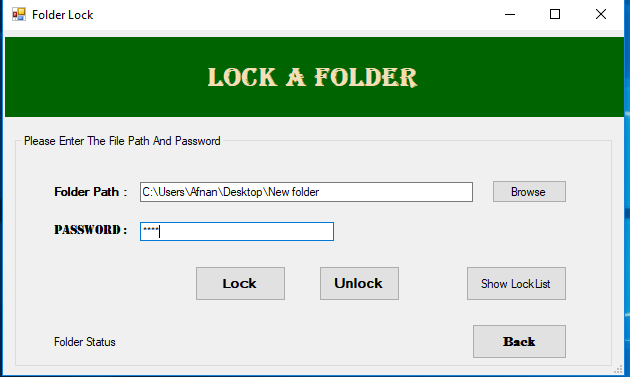 Folder Lock
LOCK A FOLDER
Please Enter The File Path And Password
Folder Path :
C:\Users\Afnan\Desktop\New folder
Browse
PASSWORD :
****
Lock
Unlock
Show LockList
Folder Status
Back